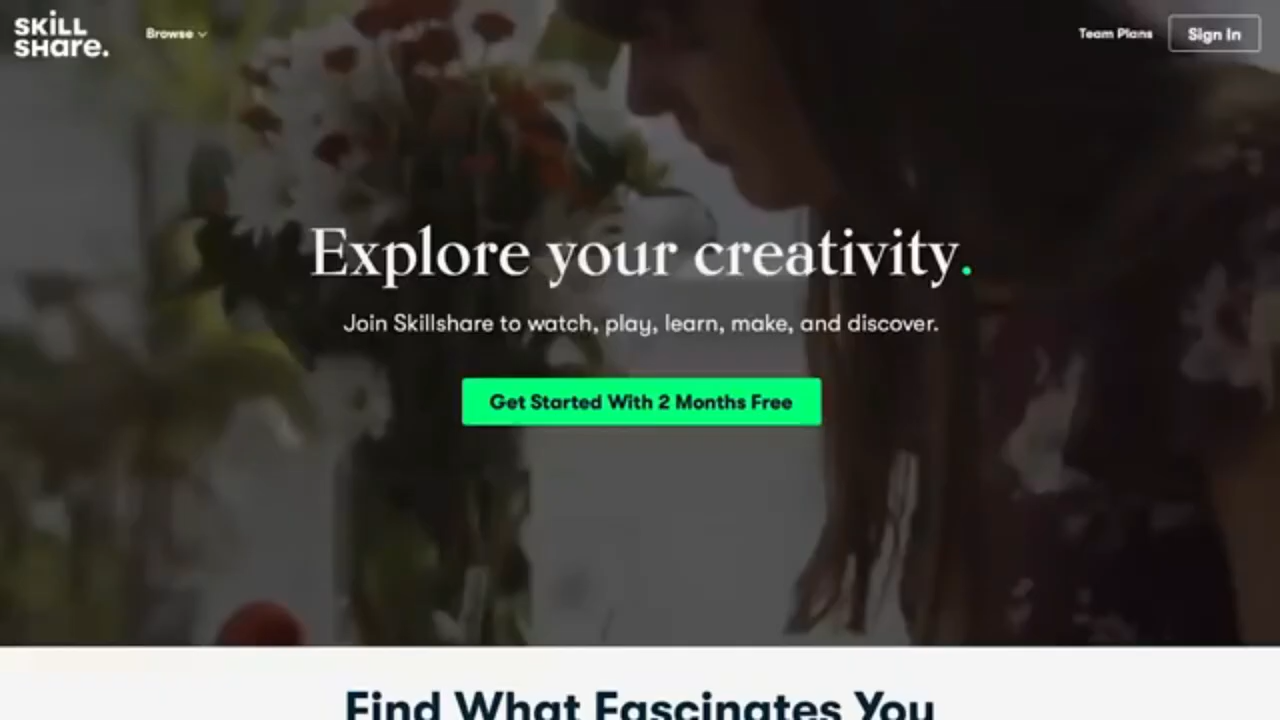 SKiLL
SHare.
Browse
Team Plans
Sign In
Explore your creativity.
Join Skillshare to watch, play, learn, make, and discover.
Get Started With 2 Months Free
Find What Fascinates You